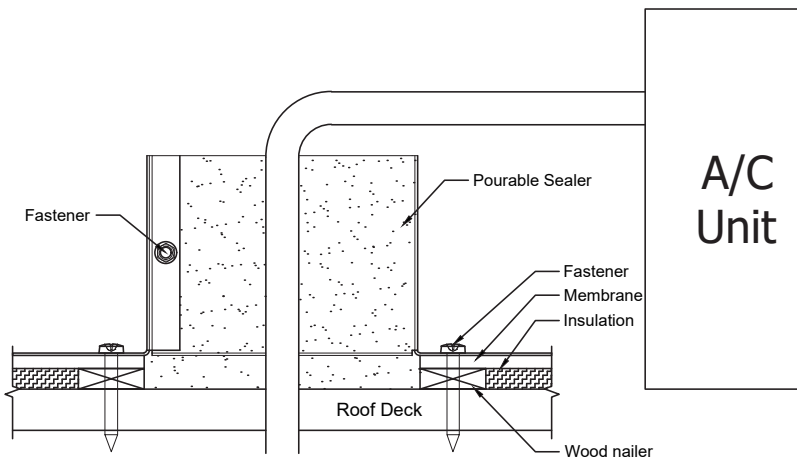 A/C
Unit
Pourable Sealer
Fastener
Fastener
Membrane
Insulation
Roof Deck
Wood nailer